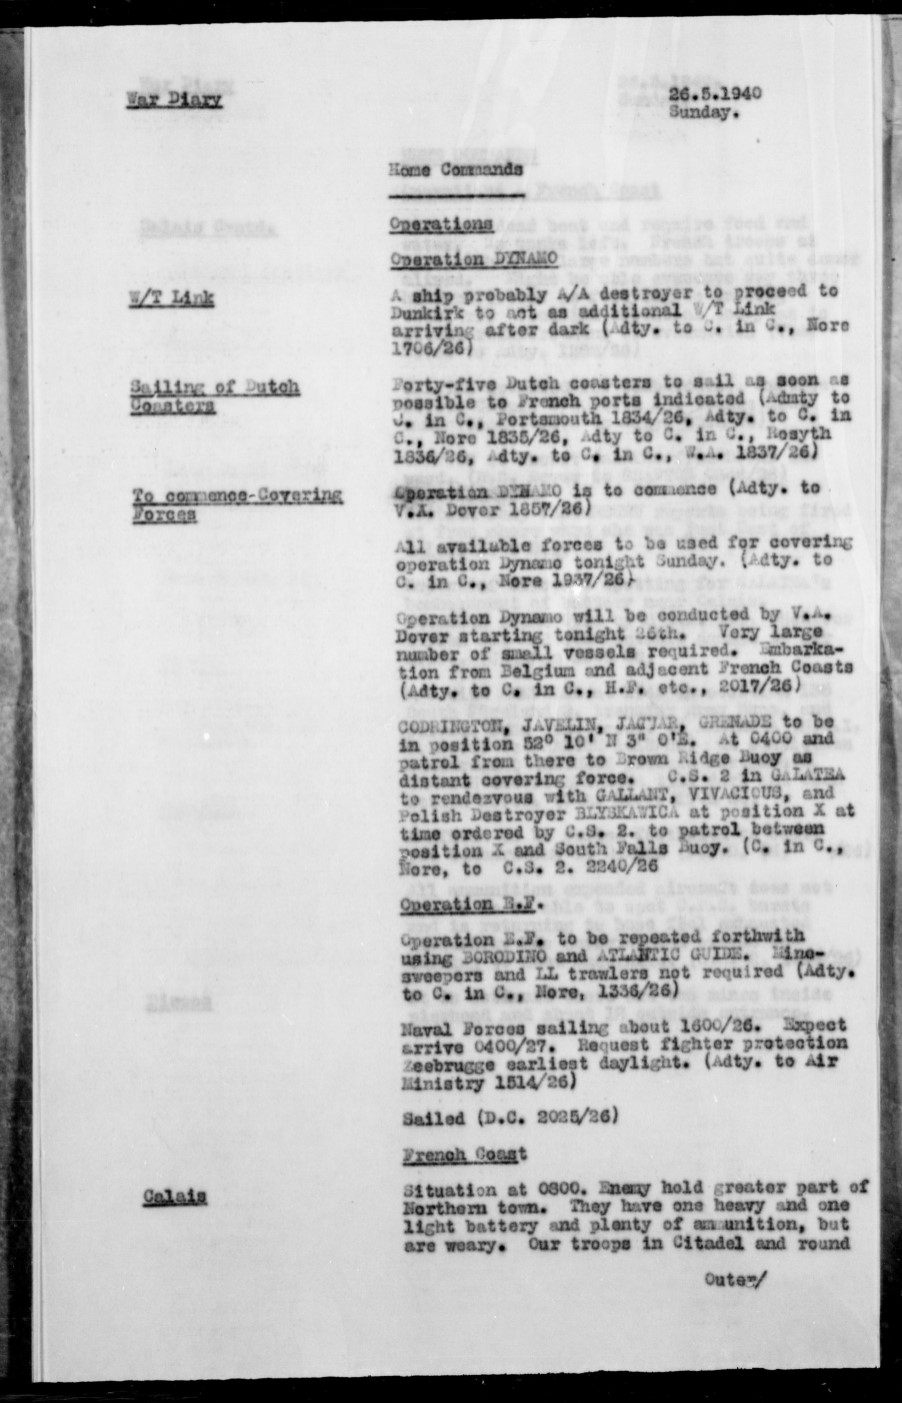 War Diary
26.5.1940
Sunday.
Home Commands
Operations
Operation DYNAMO
W/T Link
A ship probably A/A destroyer to proceed to
Dunkirk to act as additional W/T Link
arriving after dark (Adty. to C. in C., Nore
1706/26)
Sailing of Dutch
Coasters
Forty-five Dutch coasters to sail as soon as
possible to French ports indicated (Admty to
C. in C., Portsmouth 1834/26, Adty. to C. in
C., Nore 1835/26, Adty to C. in C., Rosyth
1836/26, Adty. to C. in C., W.A. 1837/26)
To commence-Covering
Forces
Operation DYNAMO is to commence (Adty. to
V.A. Dover 1857/26)
All available forces to be used for covering
operation Dynamo tonight Sunday. (Adty. to
C. in C., Nore 1937/26)
Operation Dynamo will be conducted by V.A.
Dover starting tonight 26th. Very large
number of small vessels required. Embarka-
tion from Belgium and adjacent French Coasts
(Adty. to C. in C., H.F. etc., 2017/26)
CODRINGTON, JAVELIN, JAGUAR, GRENADE to be
in position 52° 10' N 3" 0'E. At 0400 and
patrol from there to Brown Ridge Buoy as
distant covering force. C.S. 2 in GALATEA
to rendezvous with GALLANT, VIVACIOUS, and
Polish Destroyer BLYSKAWICA at position X at
time ordered by C.S. 2. to patrol between
position X and South Falls Buoy. (C. in C.,
Nore, to C.S. 2. 2240/26
Operation E.F.
Operation E.F. to be repeated forthwith
using BORODINO and ATLANTIC GUIDE. Mine-
sweepers and LL trawlers not required (Adty.
to C. in C., Nore, 1336/26)
Naval Forces sailing about 1600/26. Expect
arrive 0400/27. Request fighter protection
Zeebrugge earliest daylight. (Adty. to Air
Ministry 1514/26)
Sailed (D.C. 2025/26)
French Coast
Calais
Situation at 0800. Enemy hold greater part of
Northern town. They have one heavy and one
light battery and plenty of ammunition, but
are weary. Our troops in Citadel and round
Outer/